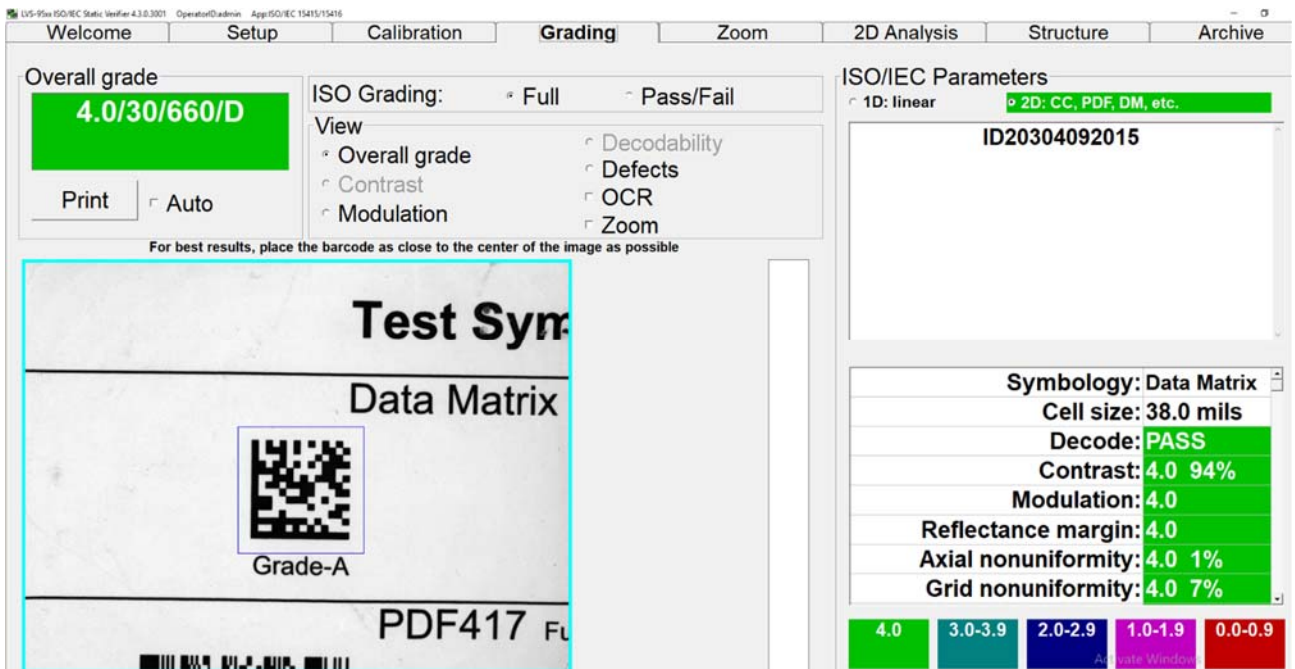 LVS-95xx ISO/IEC Static Verifier 4.3.0.3001 OperatorID:admin App:ISO/IEC 15415/15416
Welcome Setup Calibration Grading Zoom 2D Analysis Structure Archive
Overall grade
4.0/30/660/D
Print Auto
ISO Grading: Full Pass/Fail
View
Overall grade
Contrast
Modulation
Decodability
Defects
OCR
Zoom
For best results, place the barcode as close to the center of the image as possible
Test Sym
Data Matrix
Grade-A
PDF417 Fu
ISO/IEC Parameters
1D: linear 2D: CC, PDF, DM, etc.
ID20304092015
Symbology: Data Matrix
Cell size: 38.0 mils
Decode: PASS
Contrast: 4.0 94%
Modulation: 4.0
Reflectance margin: 4.0
Axial nonuniformity: 4.0 1%
Grid nonuniformity: 4.0 7%
4.0 3.0-3.9 2.0-2.9 1.0-1.9 0.0-0.9
Activate Windows